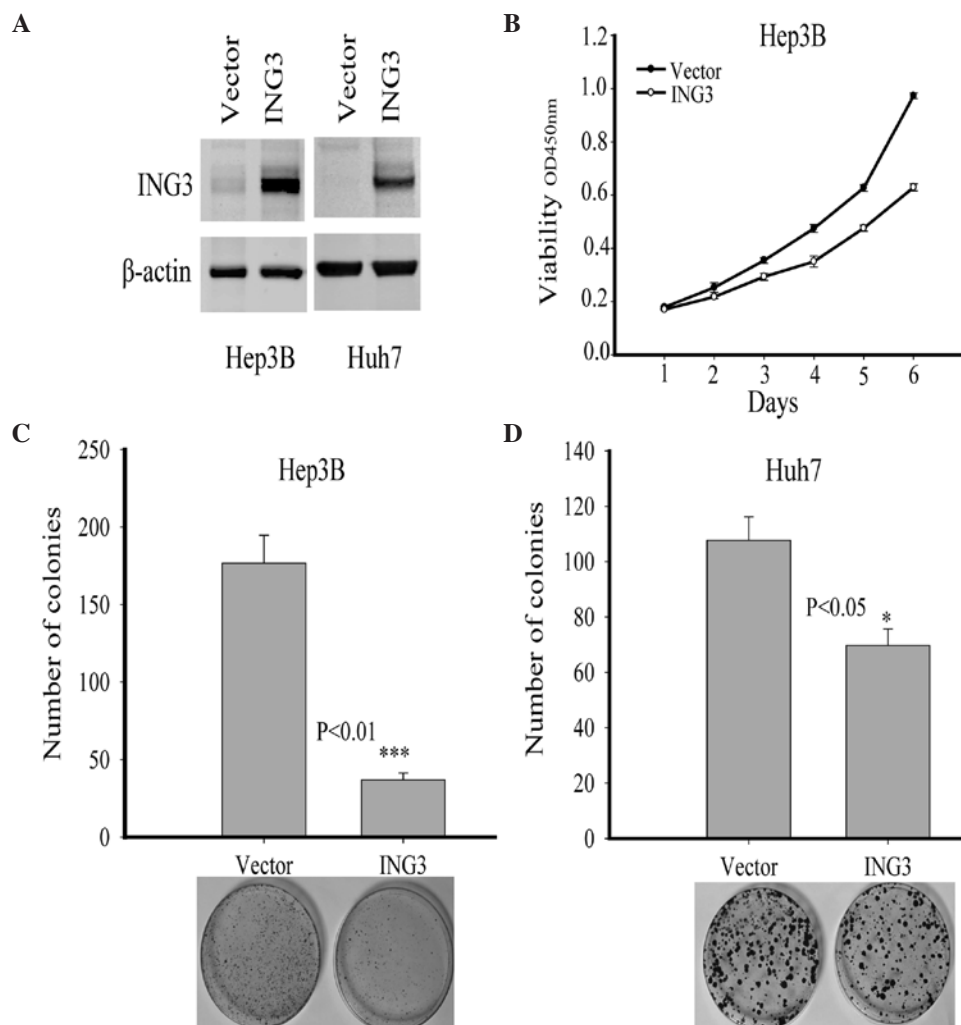 A
Vector
ING3
Vector
ING3
ING3
β-actin
Hep3B
Huh7
B
Hep3B
Vector
ING3
Viability OD450nm
1.2
1.0
0.8
0.6
0.4
0.2
0.0
1 2 3 4 5 6
Days
C
Hep3B
Number of colonies
250
200
150
100
50
0
P<0.01
***
Vector
ING3
D
Huh7
Number of colonies
140
120
100
80
60
40
20
0
P<0.05
*
Vector
ING3